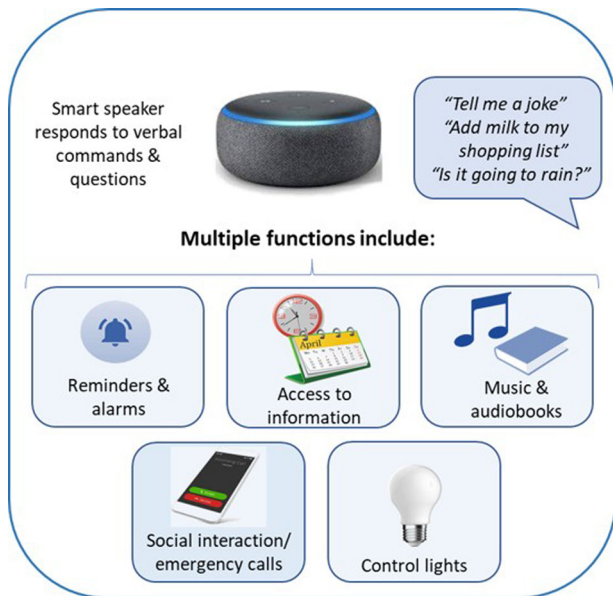 Smart speaker
responds to verbal
commands &
questions
“Tell me a joke”
“Add milk to my
shopping list”
“Is it going to rain?”
Multiple functions include:
Reminders &
alarms
April
Access to
information
Music &
audiobooks
Social interaction/
emergency calls
Control lights